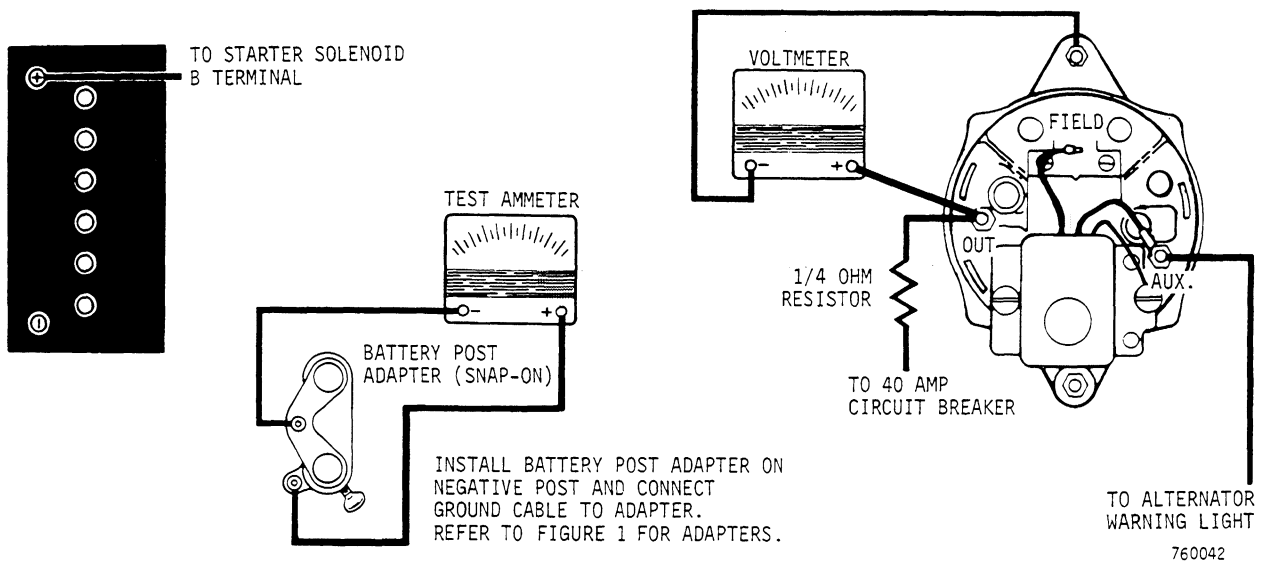 TO STARTER SOLENOID
B TERMINAL
VOLTMETER
- +
FIELD
TEST AMMETER
- +
OUT
AUX.
1/4 OHM
RESISTOR
BATTERY POST
ADAPTER (SNAP-ON)
TO 40 AMP
CIRCUIT BREAKER
INSTALL BATTERY POST ADAPTER ON
NEGATIVE POST AND CONNECT
GROUND CABLE TO ADAPTER.
REFER TO FIGURE 1 FOR ADAPTERS.
TO ALTERNATOR
WARNING LIGHT
760042